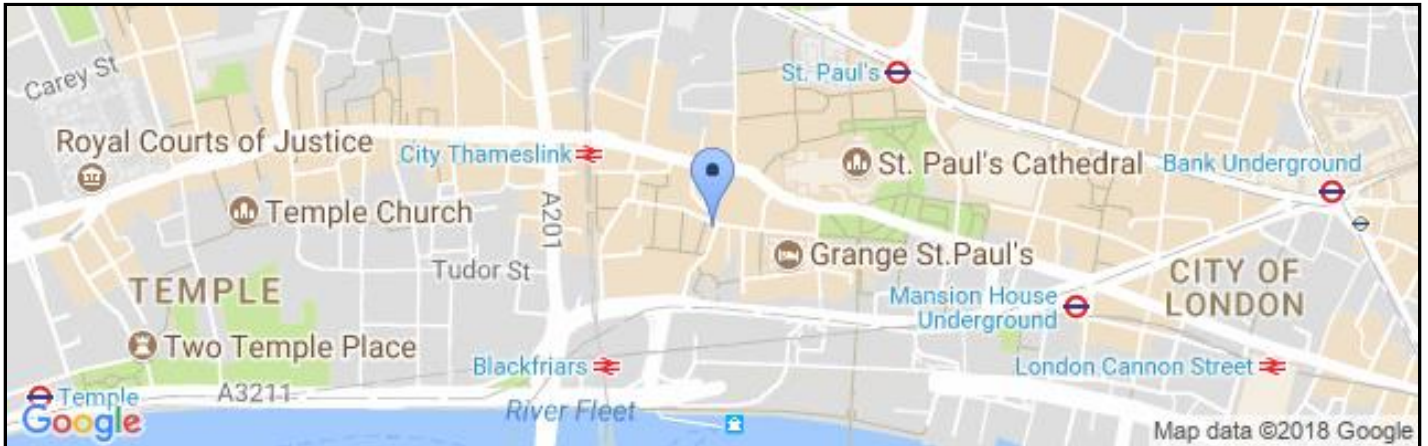 Carey St
St. Paul's
Royal Courts of Justice
City Thameslink
St. Paul's Cathedral
Bank Underground
Temple Church
A201
Tudor St
Grange St.Paul's
TEMPLE
CITY OF
LONDON
Mansion House
Underground
Two Temple Place
Blackfriars
London Cannon Street
Temple
A3211
River Fleet
Google
Map data ©2018 Google